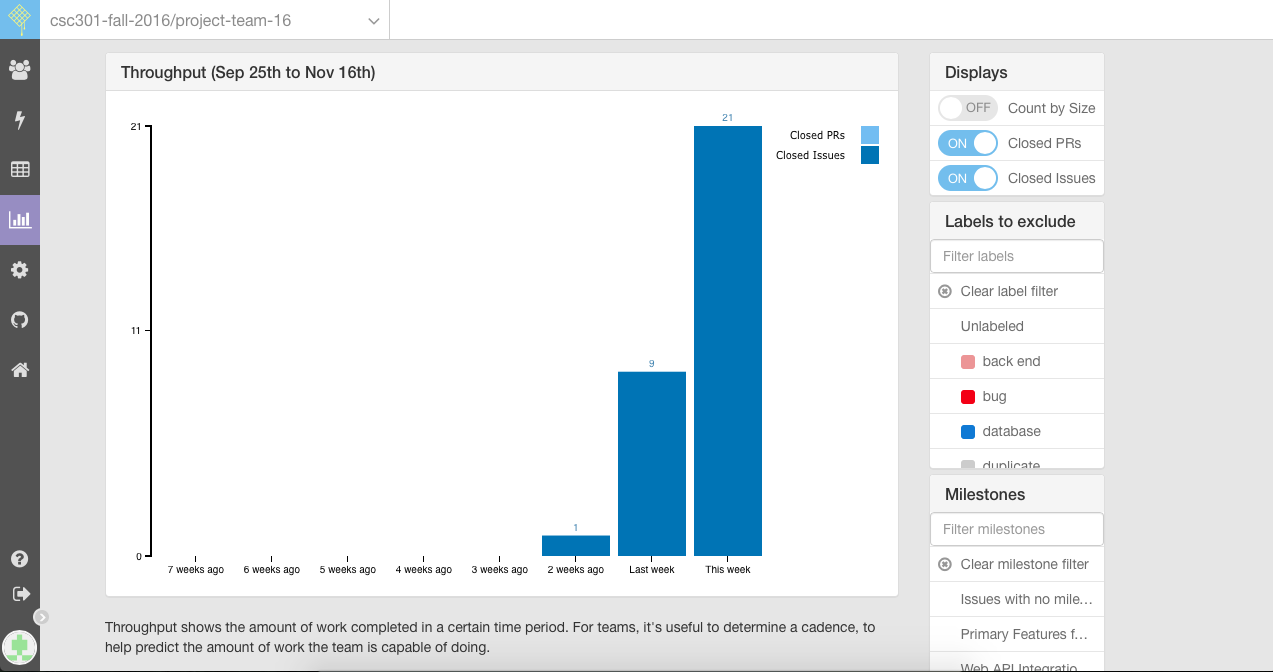 csc301-fall-2016/project-team-16
Throughput (Sep 25th to Nov 16th)
21
11
0
1
9
21
Closed PRs
Closed Issues
7 weeks ago
6 weeks ago
5 weeks ago
4 weeks ago
3 weeks ago
2 weeks ago
Last week
This week
Throughput shows the amount of work completed in a certain time period. For teams, it's useful to determine a cadence, to
help predict the amount of work the team is capable of doing.
Displays
OFF Count by Size
ON Closed PRs
ON Closed Issues
Labels to exclude
Filter labels
Clear label filter
Unlabeled
back end
bug
database
duplicate
Milestones
Filter milestones
Clear milestone filter
Issues with no mile...
Primary Features f...
Web API Integratio